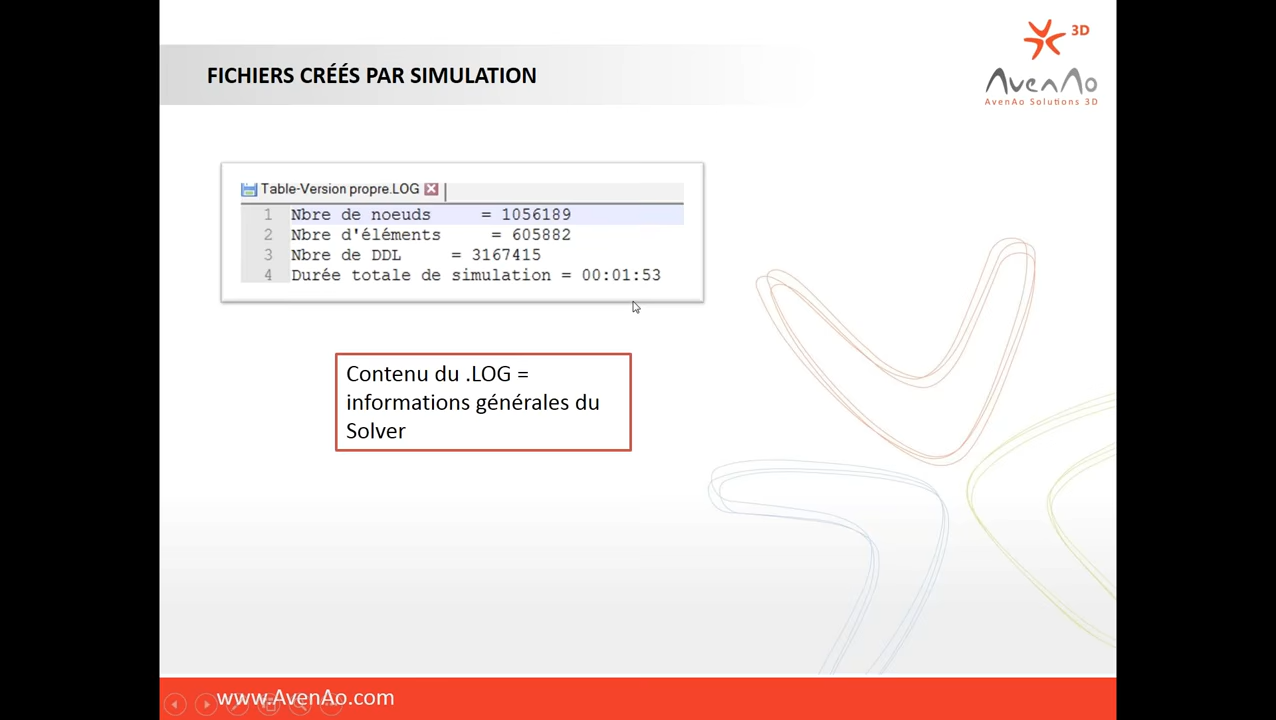 3D
AvenAo
AvenAo Solutions 3D
FICHIERS CRÉÉS PAR SIMULATION
Table-Version propre.LOG
1 Nbre de noeuds = 1056189
2 Nbre d'éléments = 605882
3 Nbre de DDL = 3167415
4 Durée totale de simulation = 00:01:53
Contenu du .LOG =
informations générales du
Solver
www.AvenAo.com